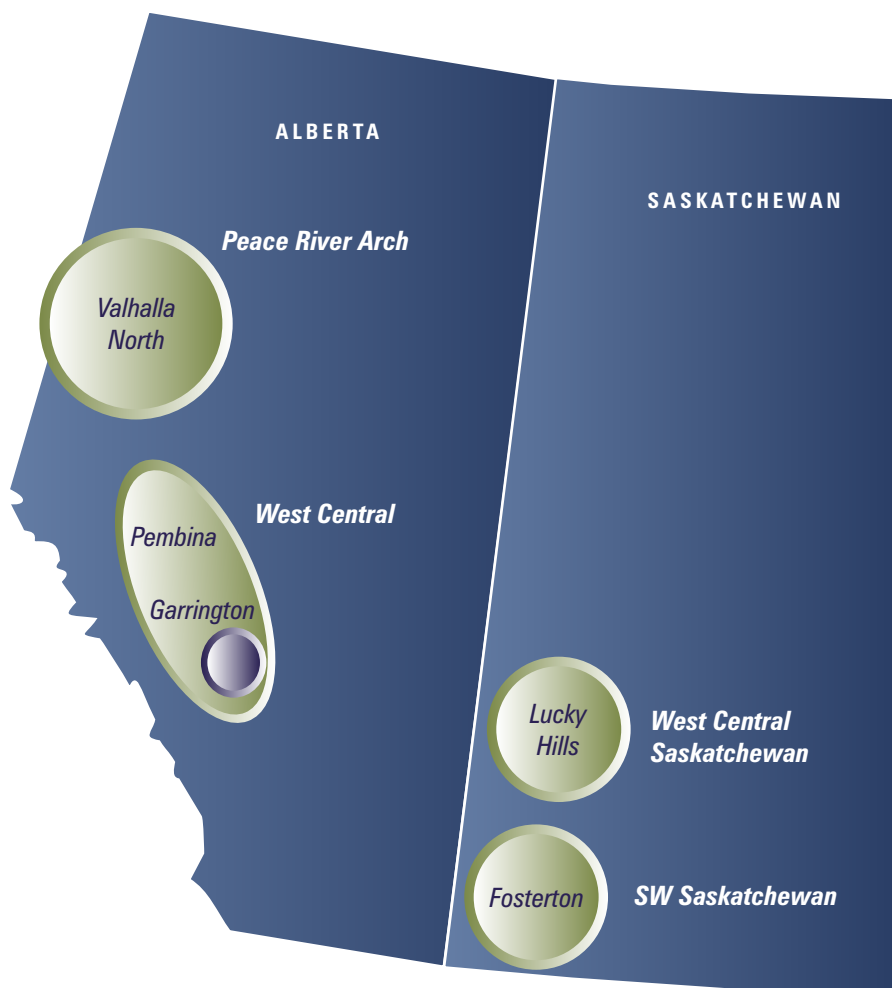 ALBERTA
SASKATCHEWAN
Peace River Arch
Valhalla
North
West Central
Pembina
Garrington
Lucky
Hills
West Central
Saskatchewan
Fosterton
SW Saskatchewan